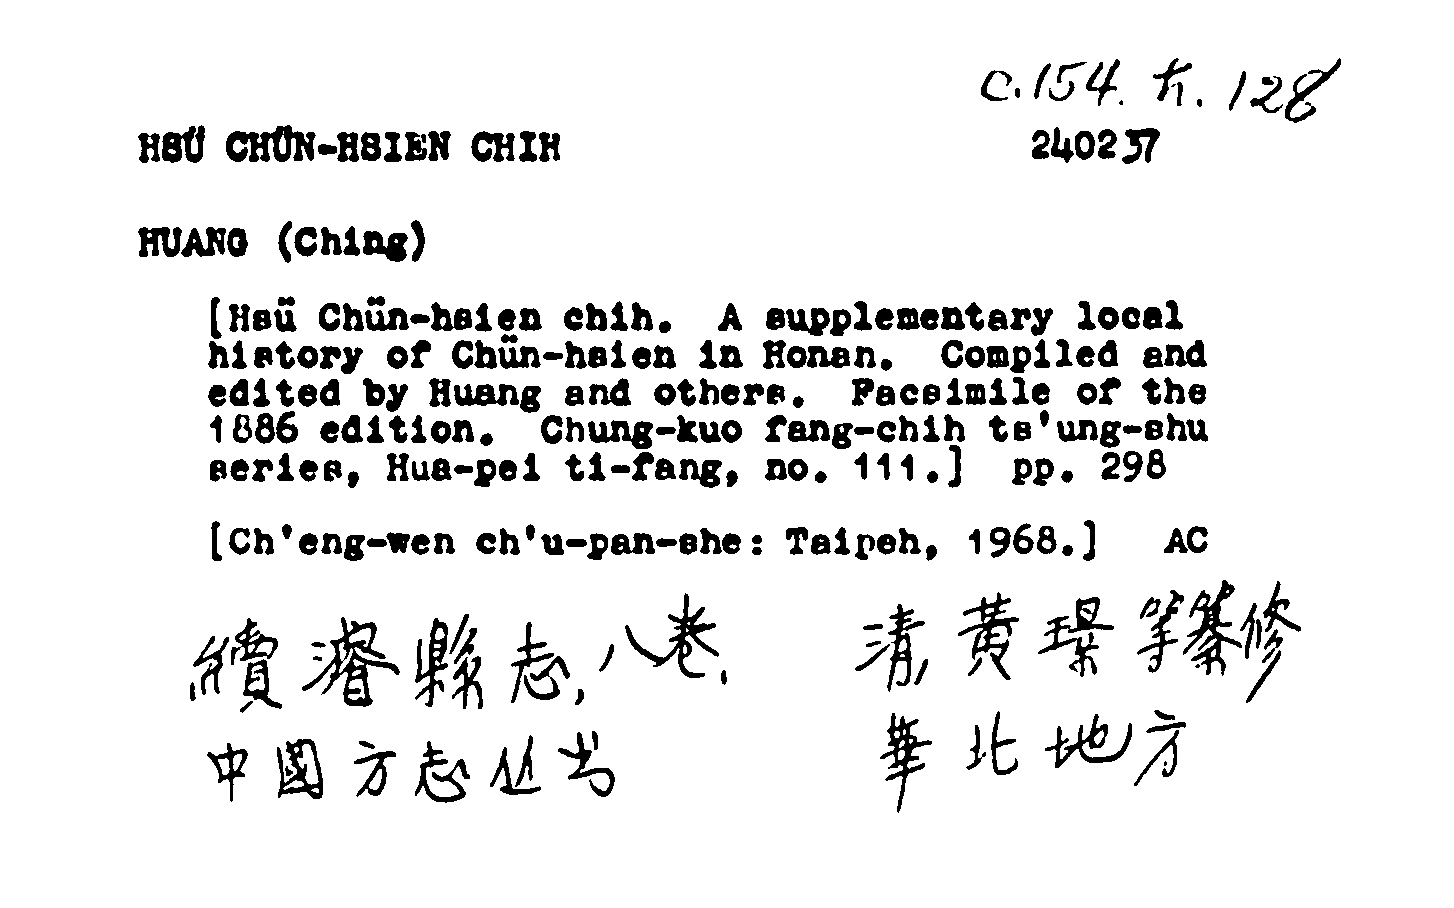 c.154.k.128
HSÜ CHÜN-HSIEN CHIH 240237
HUANG (Ching)
[Hsü Chün-hsien chih. A supplementary local
history of Chün-hsien in Honan. Compiled and
edited by Huang and others. Facsimile of the
1886 edition. Chung-kuo fang-chih ts'ung-shu
series, Hua-pei ti-fang, no. 111.] pp. 298
[Ch'eng-wen ch'u-pan-she: Taipeh, 1968.] AC
續濬縣志, 八卷, 清, 黃璟等纂修
中國方志丛书 華北地方